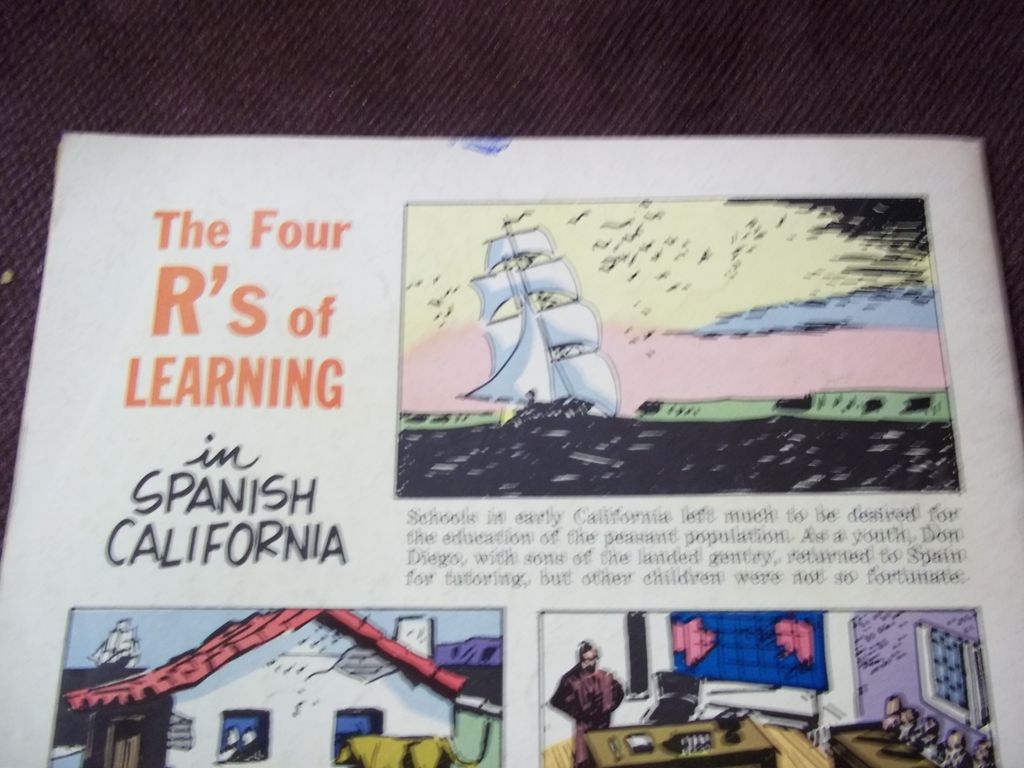 The Four
R's of
LEARNING
in
SPANISH
CALIFORNIA
Schools in early California left much to be desired for
the education of the peasant population. As a youth, Don
Diego, with sons of the landed gentry, returned to Spain
for tutoring, but other children were not so fortunate.